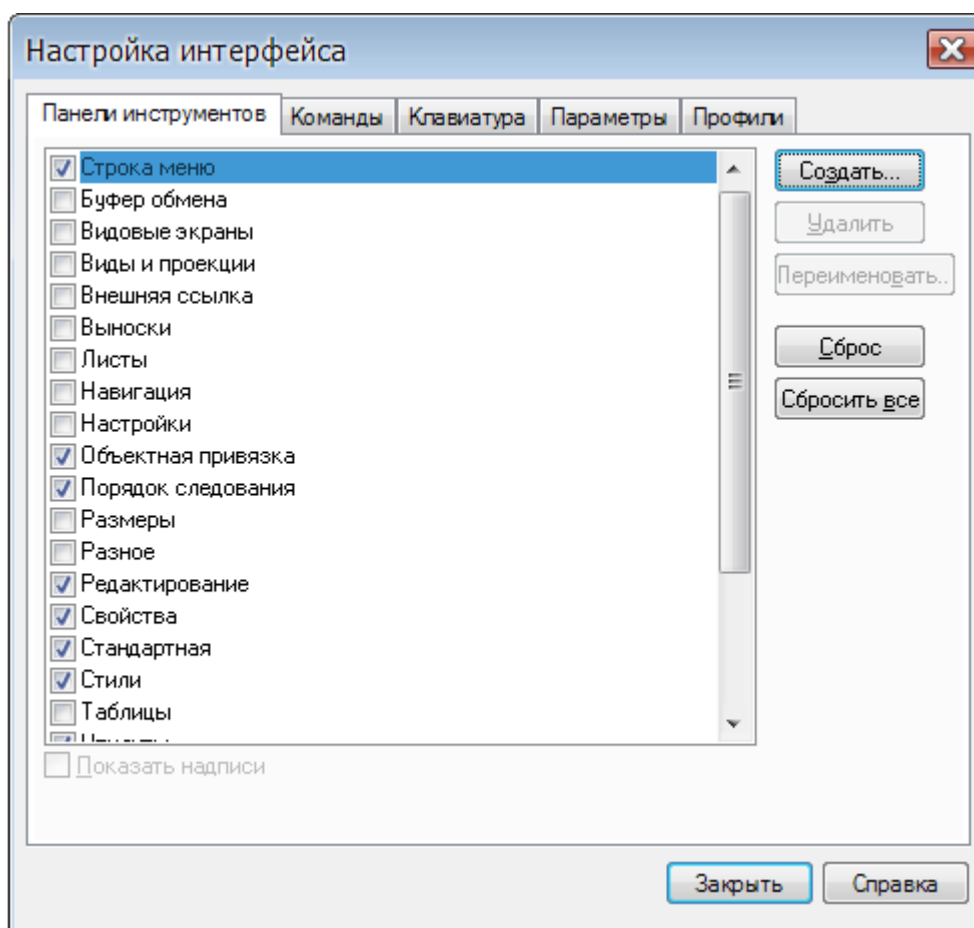 Настройка интерфейса
Панели инструментов Команды Клавиатура Параметры Профили
Строка меню
Буфер обмена
Видовые экраны
Виды и проекции
Внешняя ссылка
Выноски
Листы
Навигация
Настройки
Объектная привязка
Порядок следования
Размеры
Разное
Редактирование
Свойства
Стандартная
Стили
Таблицы
Показать надписи
Создать...
Удалить
Переименовать..
Сброс
Сбросить все
Закрыть Справка